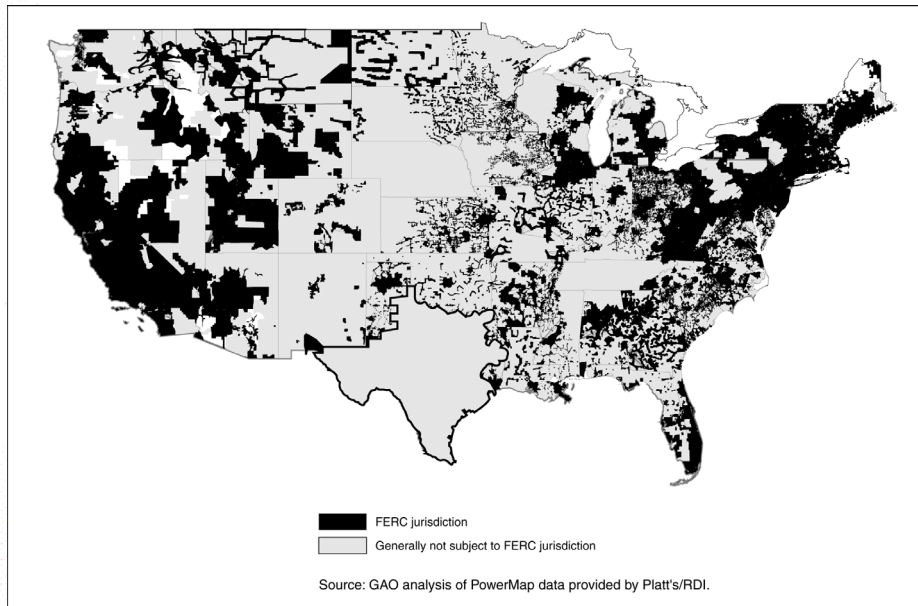 FERC jurisdiction
Generally not subject to FERC jurisdiction
Source: GAO analysis of PowerMap data provided by Platt's/RDI.